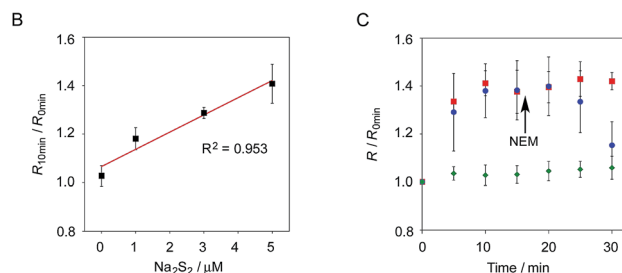 B
1.6
1.4
1.2
1.0
0.8
R10min / R0min
R² = 0.953
0 1 2 3 4 5
Na₂S₂ / μM
C
1.6
1.4
1.2
1.0
0.8
R / R0min
NEM
0 10 20 30
Time / min